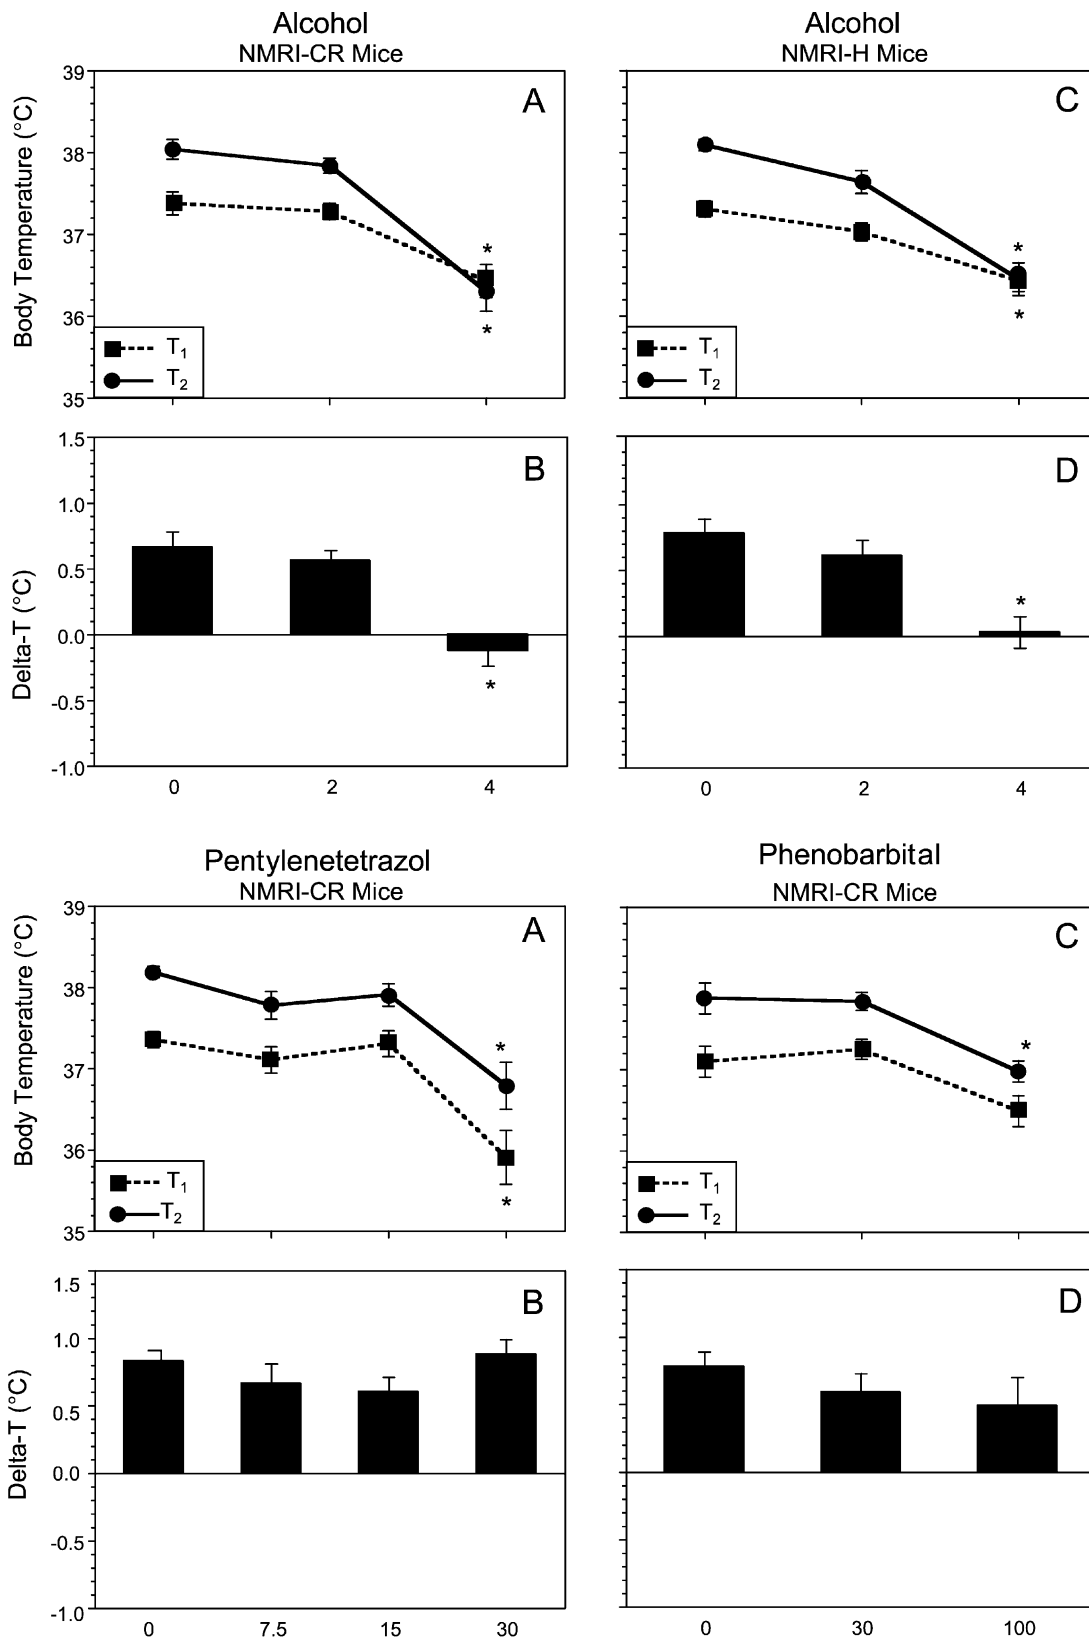 Alcohol
NMRI-CR Mice
Alcohol
NMRI-H Mice
Body Temperature (°C)
39
38
37
36
35
A
*
*
T1
T2
C
*
*
T1
T2
Delta-T (°C)
1.5
1.0
0.5
0.0
-0.5
-1.0
B
*
0
2
4
D
*
0
2
4
Pentylenetetrazol
NMRI-CR Mice
Phenobarbital
NMRI-CR Mice
Body Temperature (°C)
39
38
37
36
35
A
*
*
T1
T2
C
*
T1
T2
Delta-T (°C)
1.5
1.0
0.5
0.0
-0.5
-1.0
B
0
7.5
15
30
D
0
30
100